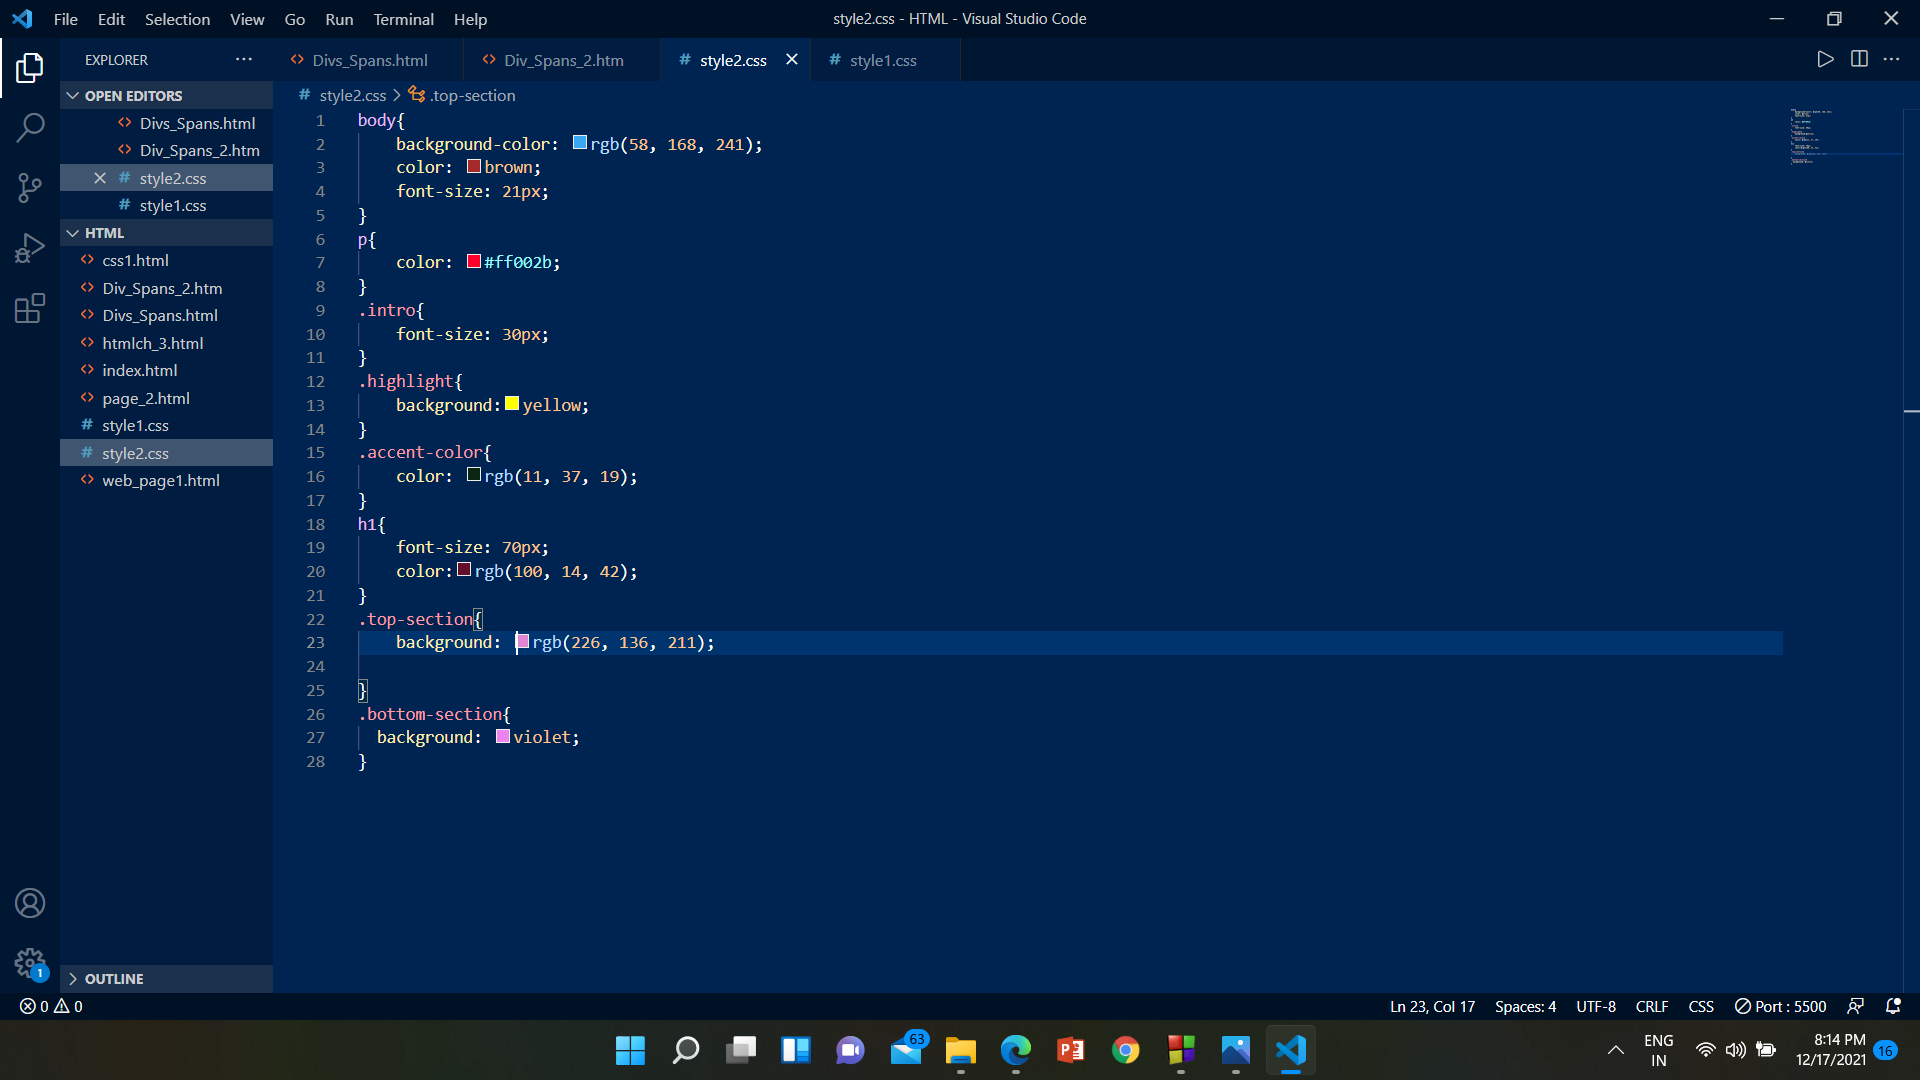 File Edit Selection View Go Run Terminal Help
style2.css - HTML - Visual Studio Code
EXPLORER
Divs_Spans.html
Div_Spans_2.htm
style2.css
style1.css
OPEN EDITORS
Divs_Spans.html
Div_Spans_2.htm
style2.css
style1.css
HTML
css1.html
Div_Spans_2.htm
Divs_Spans.html
htmlch_3.html
index.html
page_2.html
style1.css
style2.css
web_page1.html
OUTLINE
style2.css > .top-section
1 body{
2 background-color: rgb(58, 168, 241);
3 color: brown;
4 font-size: 21px;
5 }
6 p{
7 color: #ff002b;
8 }
9 .intro{
10 font-size: 30px;
11 }
12 .highlight{
13 background: yellow;
14 }
15 .accent-color{
16 color: rgb(11, 37, 19);
17 }
18 h1{
19 font-size: 70px;
20 color: rgb(100, 14, 42);
21 }
22 .top-section{
23 background: rgb(226, 136, 211);
24
25 }
26 .bottom-section{
27 background: violet;
28 }
1
0 0
Ln 23, Col 17 Spaces: 4 UTF-8 CRLF CSS Port : 5500
63
P
ENG
IN
8:14 PM
12/17/2021
16